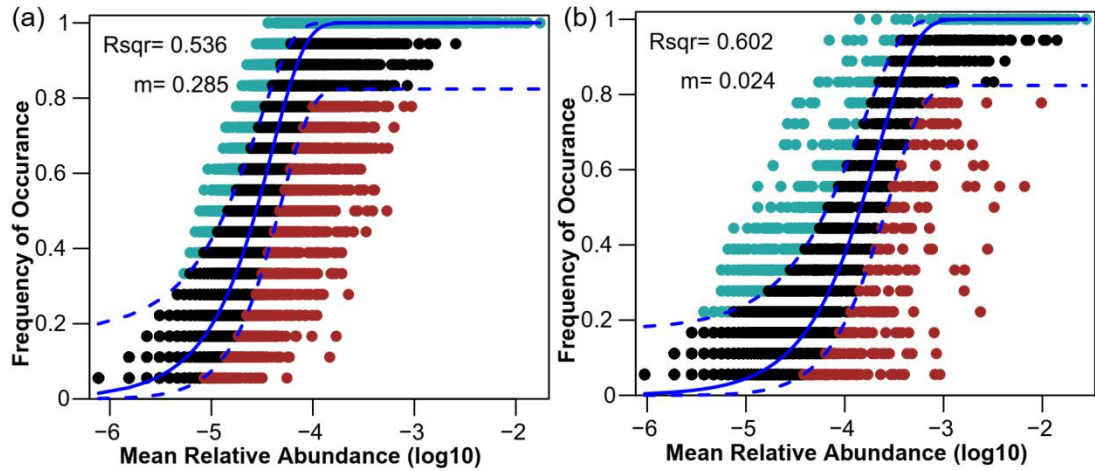 (a)
Rsqr= 0.536
m= 0.285
Frequency of Occurance
1
0.8
0.6
0.4
0.2
0
−6
−5
−4
−3
−2
Mean Relative Abundance (log10)
(b)
Rsqr= 0.602
m= 0.024
Frequency of Occurance
1
0.8
0.6
0.4
0.2
0
−6
−5
−4
−3
−2
Mean Relative Abundance (log10)